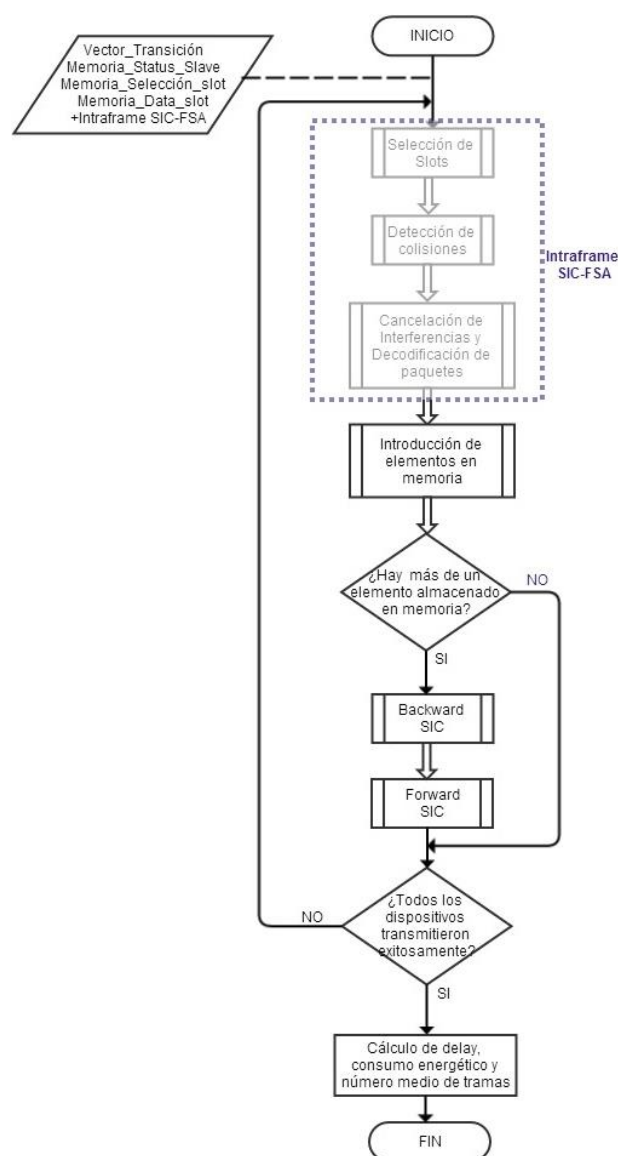 INICIO
Vector_Transición
Memoria_Status_Slave
Memoria_Selección_slot
Memoria_Data_slot
+Intraframe SIC-FSA
Selección de
Slots
Detección de
colisiones
Intraframe
SIC-FSA
Cancelación de
Interferencias y
Decodificación de
paquetes
Introducción de
elementos en
memoria
¿Hay más de un
elemento almacenado
en memoria?
NO
SI
Backward
SIC
Forward
SIC
¿Todos los
dispositivos
transmitieron
exitosamente?
NO
SI
Cálculo de delay,
consumo energético y
número medio de tramas
FIN